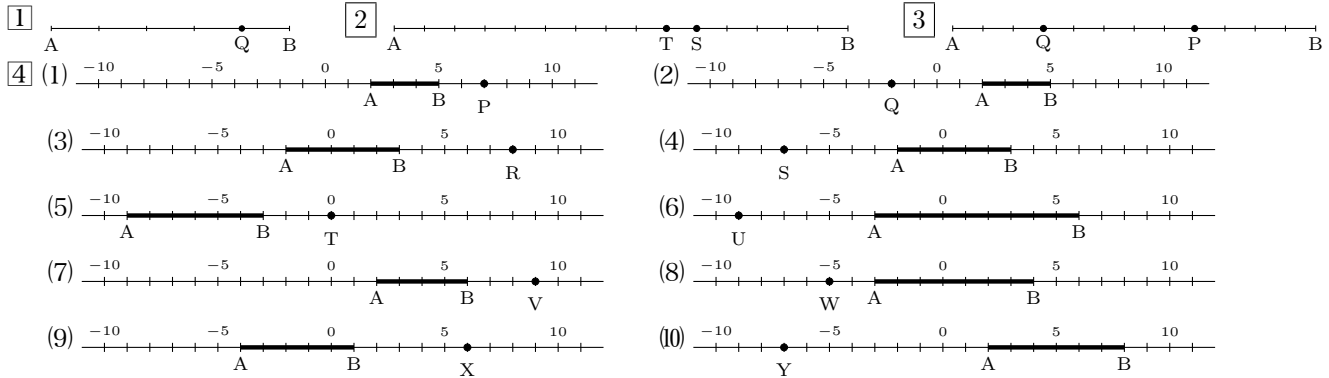 1 A Q B 2 A T S B 3 A Q P B
4 (1) −10 −5 0 5 10 A B P (2) −10 −5 0 5 10 Q A B
(3) −10 −5 0 5 10 A B R (4) −10 −5 0 5 10 S A B
(5) −10 −5 0 5 10 A B T (6) −10 −5 0 5 10 U A B
(7) −10 −5 0 5 10 A B V (8) −10 −5 0 5 10 W A B
(9) −10 −5 0 5 10 A B X (10) −10 −5 0 5 10 Y A B